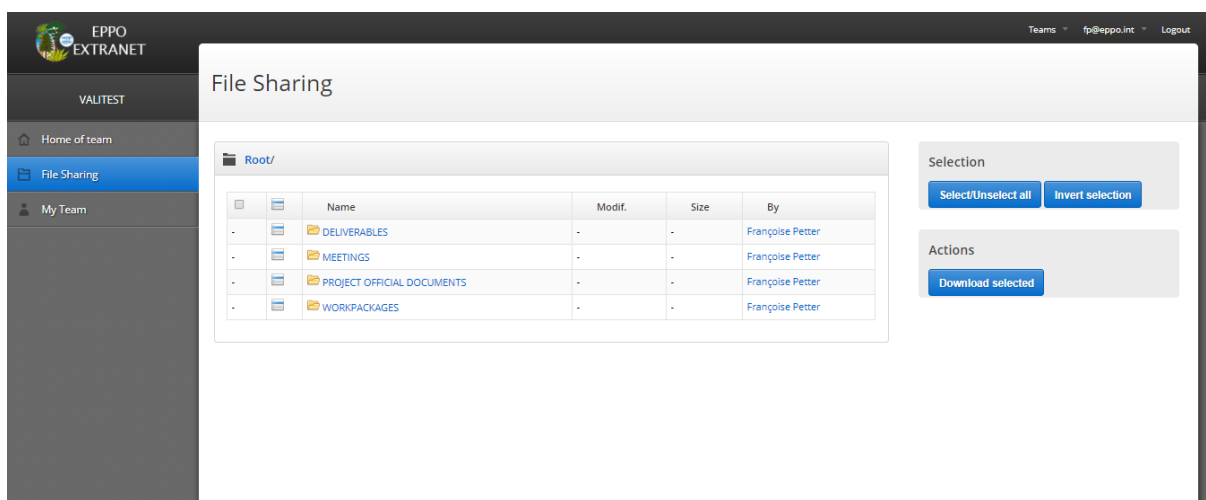 EPPO
EXTRANET
Teams fp@eppo.int Logout
VALITEST
Home of team
File Sharing
My Team
File Sharing
Root/
Name Modif. Size By
- DELIVERABLES - - Françoise Petter
- MEETINGS - - Françoise Petter
- PROJECT OFFICIAL DOCUMENTS - - Françoise Petter
- WORKPACKAGES - - Françoise Petter
Selection
Select/Unselect all Invert selection
Actions
Download selected